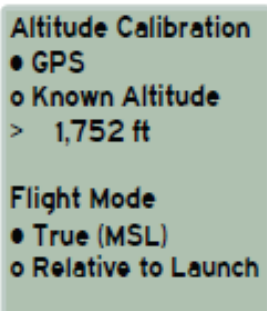 Altitude Calibration
● GPS
o Known Altitude
> 1,752 ft
Flight Mode
● True (MSL)
o Relative to Launch